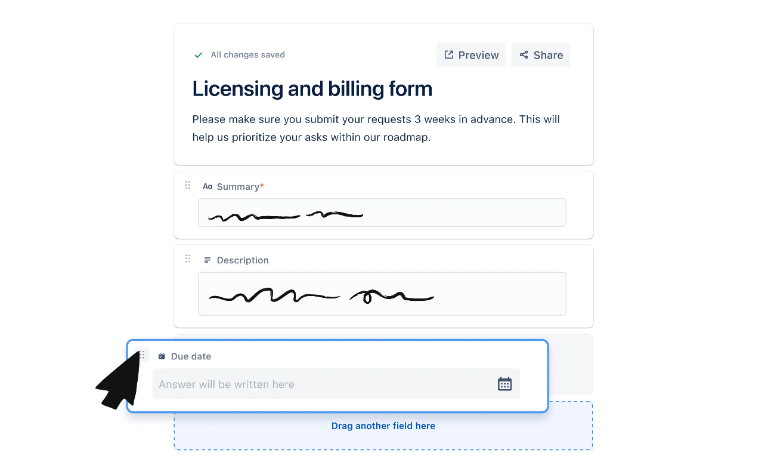 All changes saved
Preview
Share
Licensing and billing form
Please make sure you submit your requests 3 weeks in advance. This will
help us prioritize your asks within our roadmap.
Aa Summary*
Description
Due date
Answer will be written here
Drag another field here